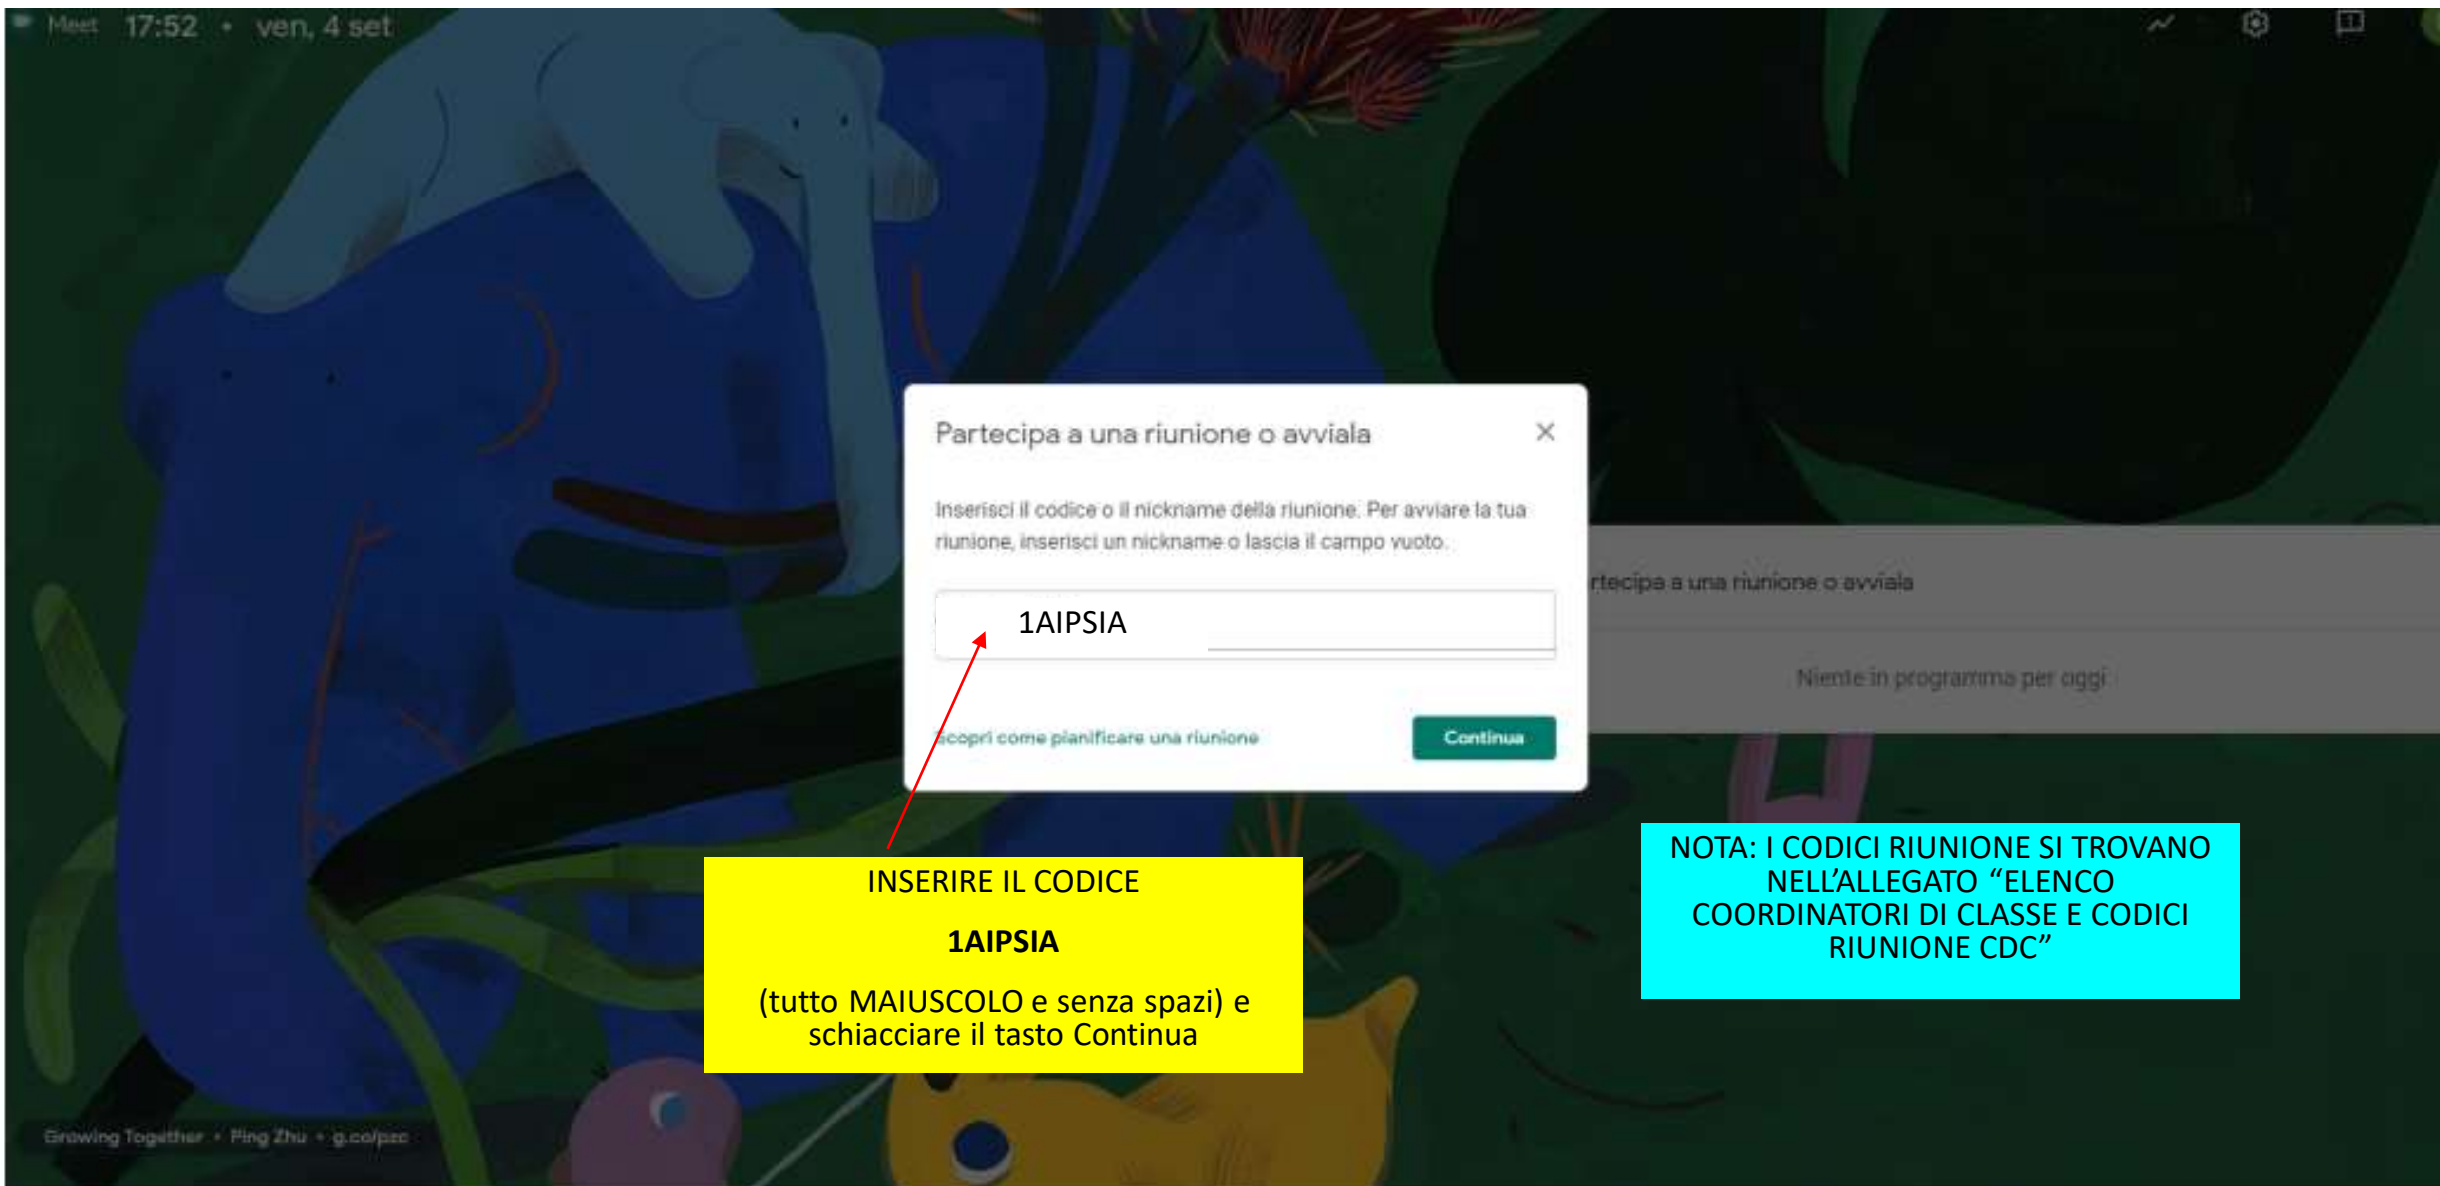 Meet 17:52 • ven, 4 set
Partecipa a una riunione o avviala
Inserisci il codice o il nickname della riunione. Per avviare la tua
riunione, inserisci un nickname o lascia il campo vuoto.
1AIPSIA
Scopri come pianificare una riunione
Continua
rtecipa a una riunione o avviala
Niente in programma per oggi
INSERIRE IL CODICE
1AIPSIA
(tutto MAIUSCOLO e senza spazi) e
schiacciare il tasto Continua
NOTA: I CODICI RIUNIONE SI TROVANO
NELL’ALLEGATO “ELENCO
COORDINATORI DI CLASSE E CODICI
RIUNIONE CDC”
Growing Together • Ping Zhu • g.co/pzc